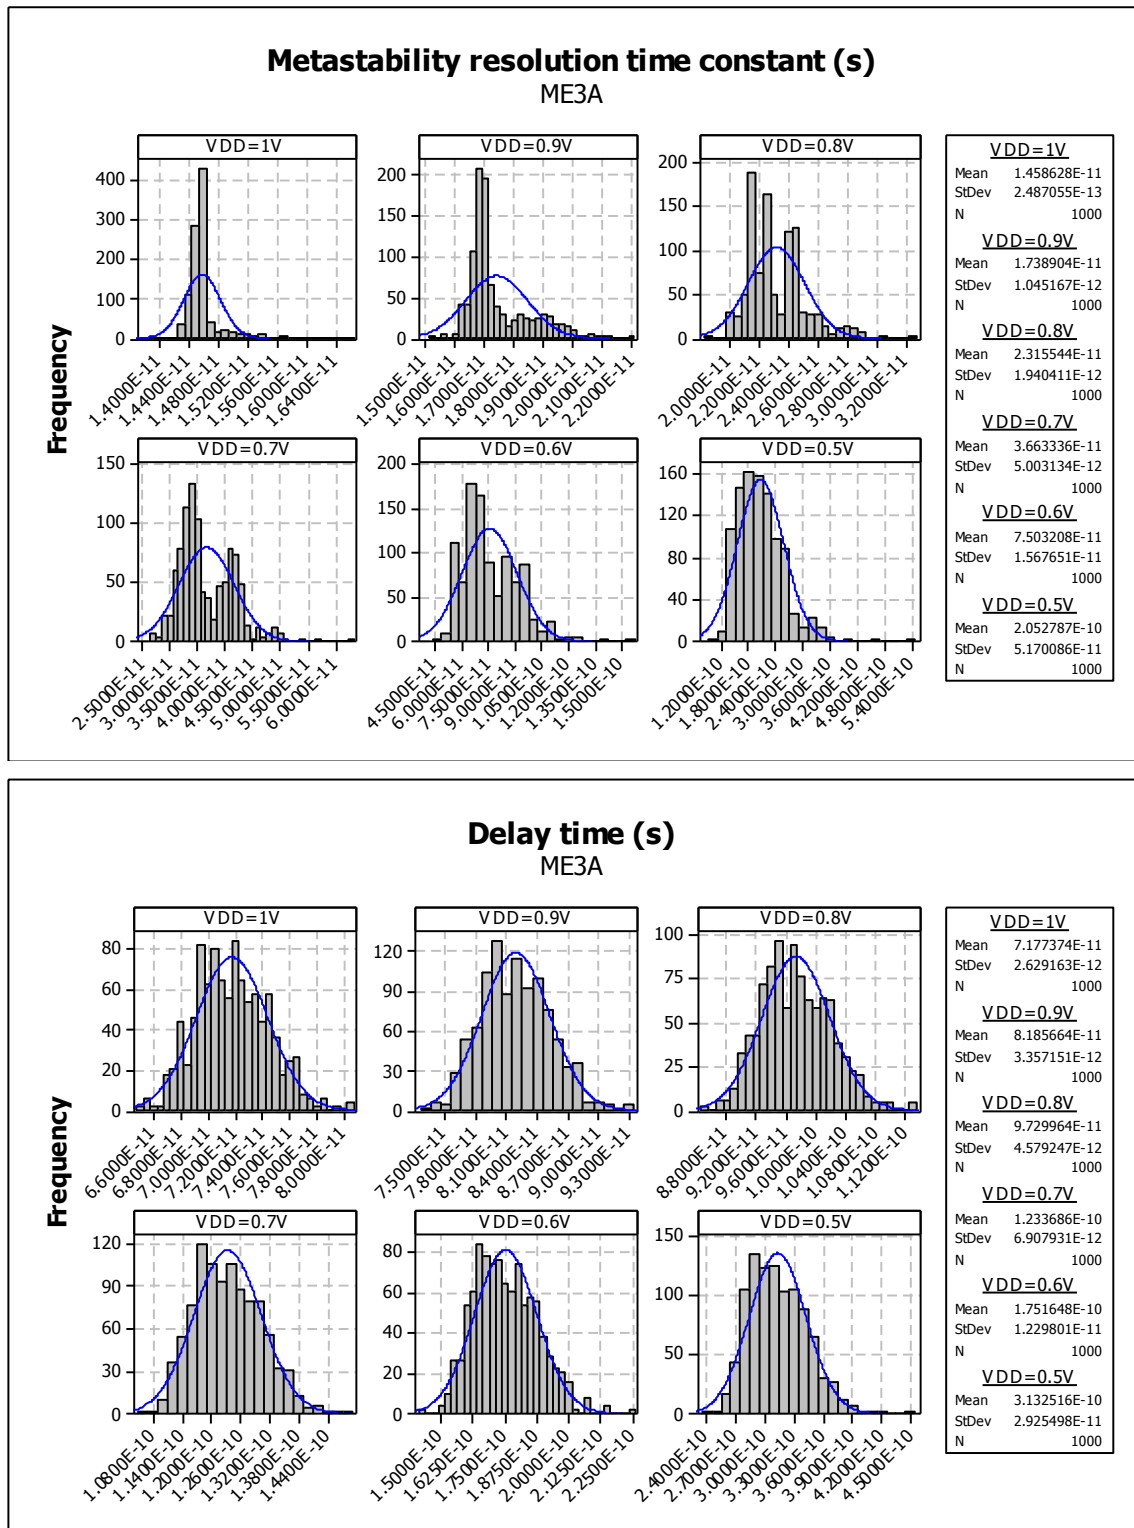 Metastability resolution time constant (s)
ME3A
VDD=1V
VDD=0.9V
VDD=0.8V
400
300
200
100
0
1.4000E-11
1.4400E-11
1.4800E-11
1.5200E-11
1.5600E-11
1.6000E-11
1.6400E-11
200
150
100
50
0
1.5000E-11
1.6000E-11
1.7000E-11
1.8000E-11
1.9000E-11
2.0000E-11
2.1000E-11
2.2000E-11
200
150
100
50
0
2.0000E-11
2.2000E-11
2.4000E-11
2.6000E-11
2.8000E-11
3.0000E-11
3.2000E-11
Frequency
VDD=0.7V
VDD=0.6V
VDD=0.5V
150
100
50
0
2.5000E-11
3.0000E-11
3.5000E-11
4.0000E-11
4.5000E-11
5.0000E-11
5.5000E-11
6.0000E-11
200
150
100
50
0
4.5000E-11
6.0000E-11
7.5000E-11
9.0000E-11
1.0500E-10
1.2000E-10
1.3500E-10
1.5000E-10
160
120
80
40
0
1.2000E-10
1.8000E-10
2.4000E-10
3.0000E-10
3.6000E-10
4.2000E-10
4.8000E-10
5.4000E-10
VDD=1V
Mean 1.458628E-11
StDev 2.487055E-13
N 1000
VDD=0.9V
Mean 1.738904E-11
StDev 1.045167E-12
N 1000
VDD=0.8V
Mean 2.315544E-11
StDev 1.940411E-12
N 1000
VDD=0.7V
Mean 3.663336E-11
StDev 5.003134E-12
N 1000
VDD=0.6V
Mean 7.503208E-11
StDev 1.567651E-11
N 1000
VDD=0.5V
Mean 2.052787E-10
StDev 5.170086E-11
N 1000
Delay time (s)
ME3A
VDD=1V
VDD=0.9V
VDD=0.8V
80
60
40
20
0
6.6000E-11
6.8000E-11
7.0000E-11
7.2000E-11
7.4000E-11
7.6000E-11
7.8000E-11
8.0000E-11
120
90
60
30
0
7.5000E-11
7.8000E-11
8.1000E-11
8.4000E-11
8.7000E-11
9.0000E-11
9.3000E-11
100
75
50
25
0
8.8000E-11
9.2000E-11
9.6000E-11
1.0000E-10
1.0400E-10
1.0800E-10
1.1200E-10
Frequency
VDD=0.7V
VDD=0.6V
VDD=0.5V
120
90
60
30
0
1.0800E-10
1.1400E-10
1.2000E-10
1.2600E-10
1.3200E-10
1.3800E-10
1.4400E-10
80
60
40
20
0
1.5000E-10
1.6250E-10
1.7500E-10
1.8750E-10
2.0000E-10
2.1250E-10
2.2500E-10
150
100
50
0
2.4000E-10
2.7000E-10
3.0000E-10
3.3000E-10
3.6000E-10
3.9000E-10
4.2000E-10
4.5000E-10
VDD=1V
Mean 7.177374E-11
StDev 2.629163E-12
N 1000
VDD=0.9V
Mean 8.185664E-11
StDev 3.357151E-12
N 1000
VDD=0.8V
Mean 9.729964E-11
StDev 4.579247E-12
N 1000
VDD=0.7V
Mean 1.233686E-10
StDev 6.907931E-12
N 1000
VDD=0.6V
Mean 1.751648E-10
StDev 1.229801E-11
N 1000
VDD=0.5V
Mean 3.132516E-10
StDev 2.925498E-11
N 1000